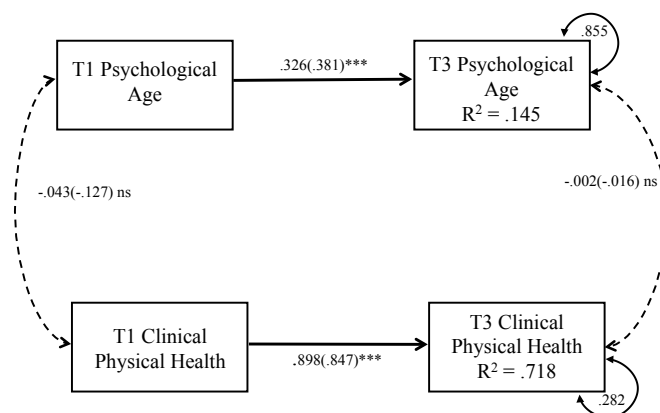 .855
T1 Psychological
Age
.326(.381)***
T3 Psychological
Age
R² = .145
-.043(-.127) ns
-.002(-.016) ns
T1 Clinical
Physical Health
.898(.847)***
T3 Clinical
Physical Health
R² = .718
.282